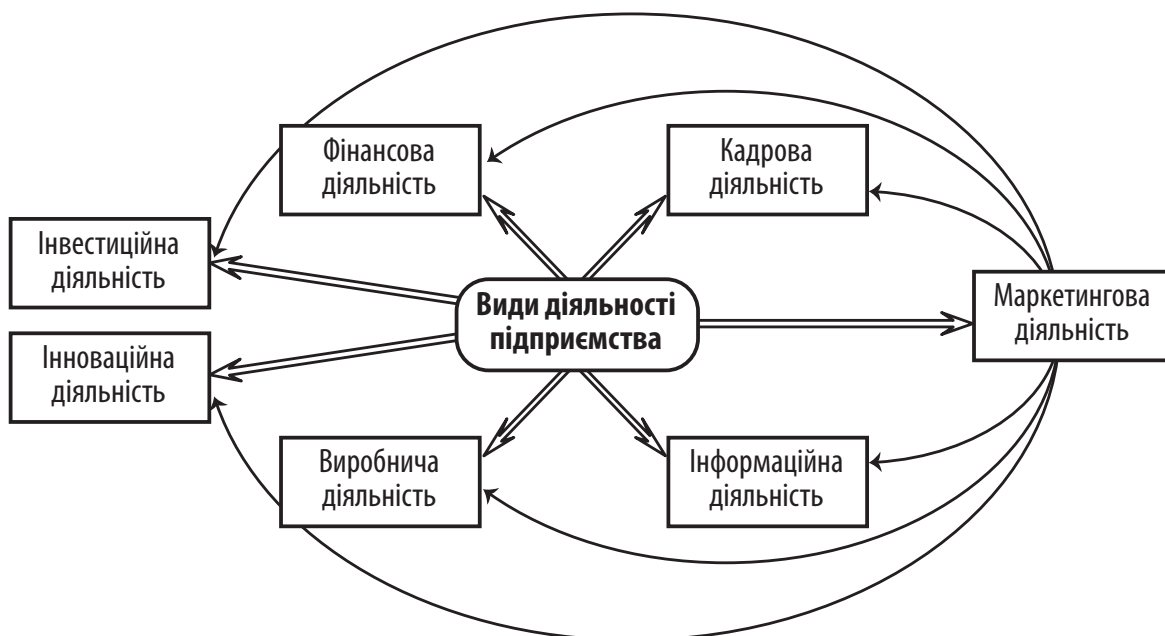 Фінансова
діяльність
Кадрова
діяльність
Інвестиційна
діяльність
Види діяльності
підприємства
Маркетингова
діяльність
Інноваційна
діяльність
Виробнича
діяльність
Інформаційна
діяльність